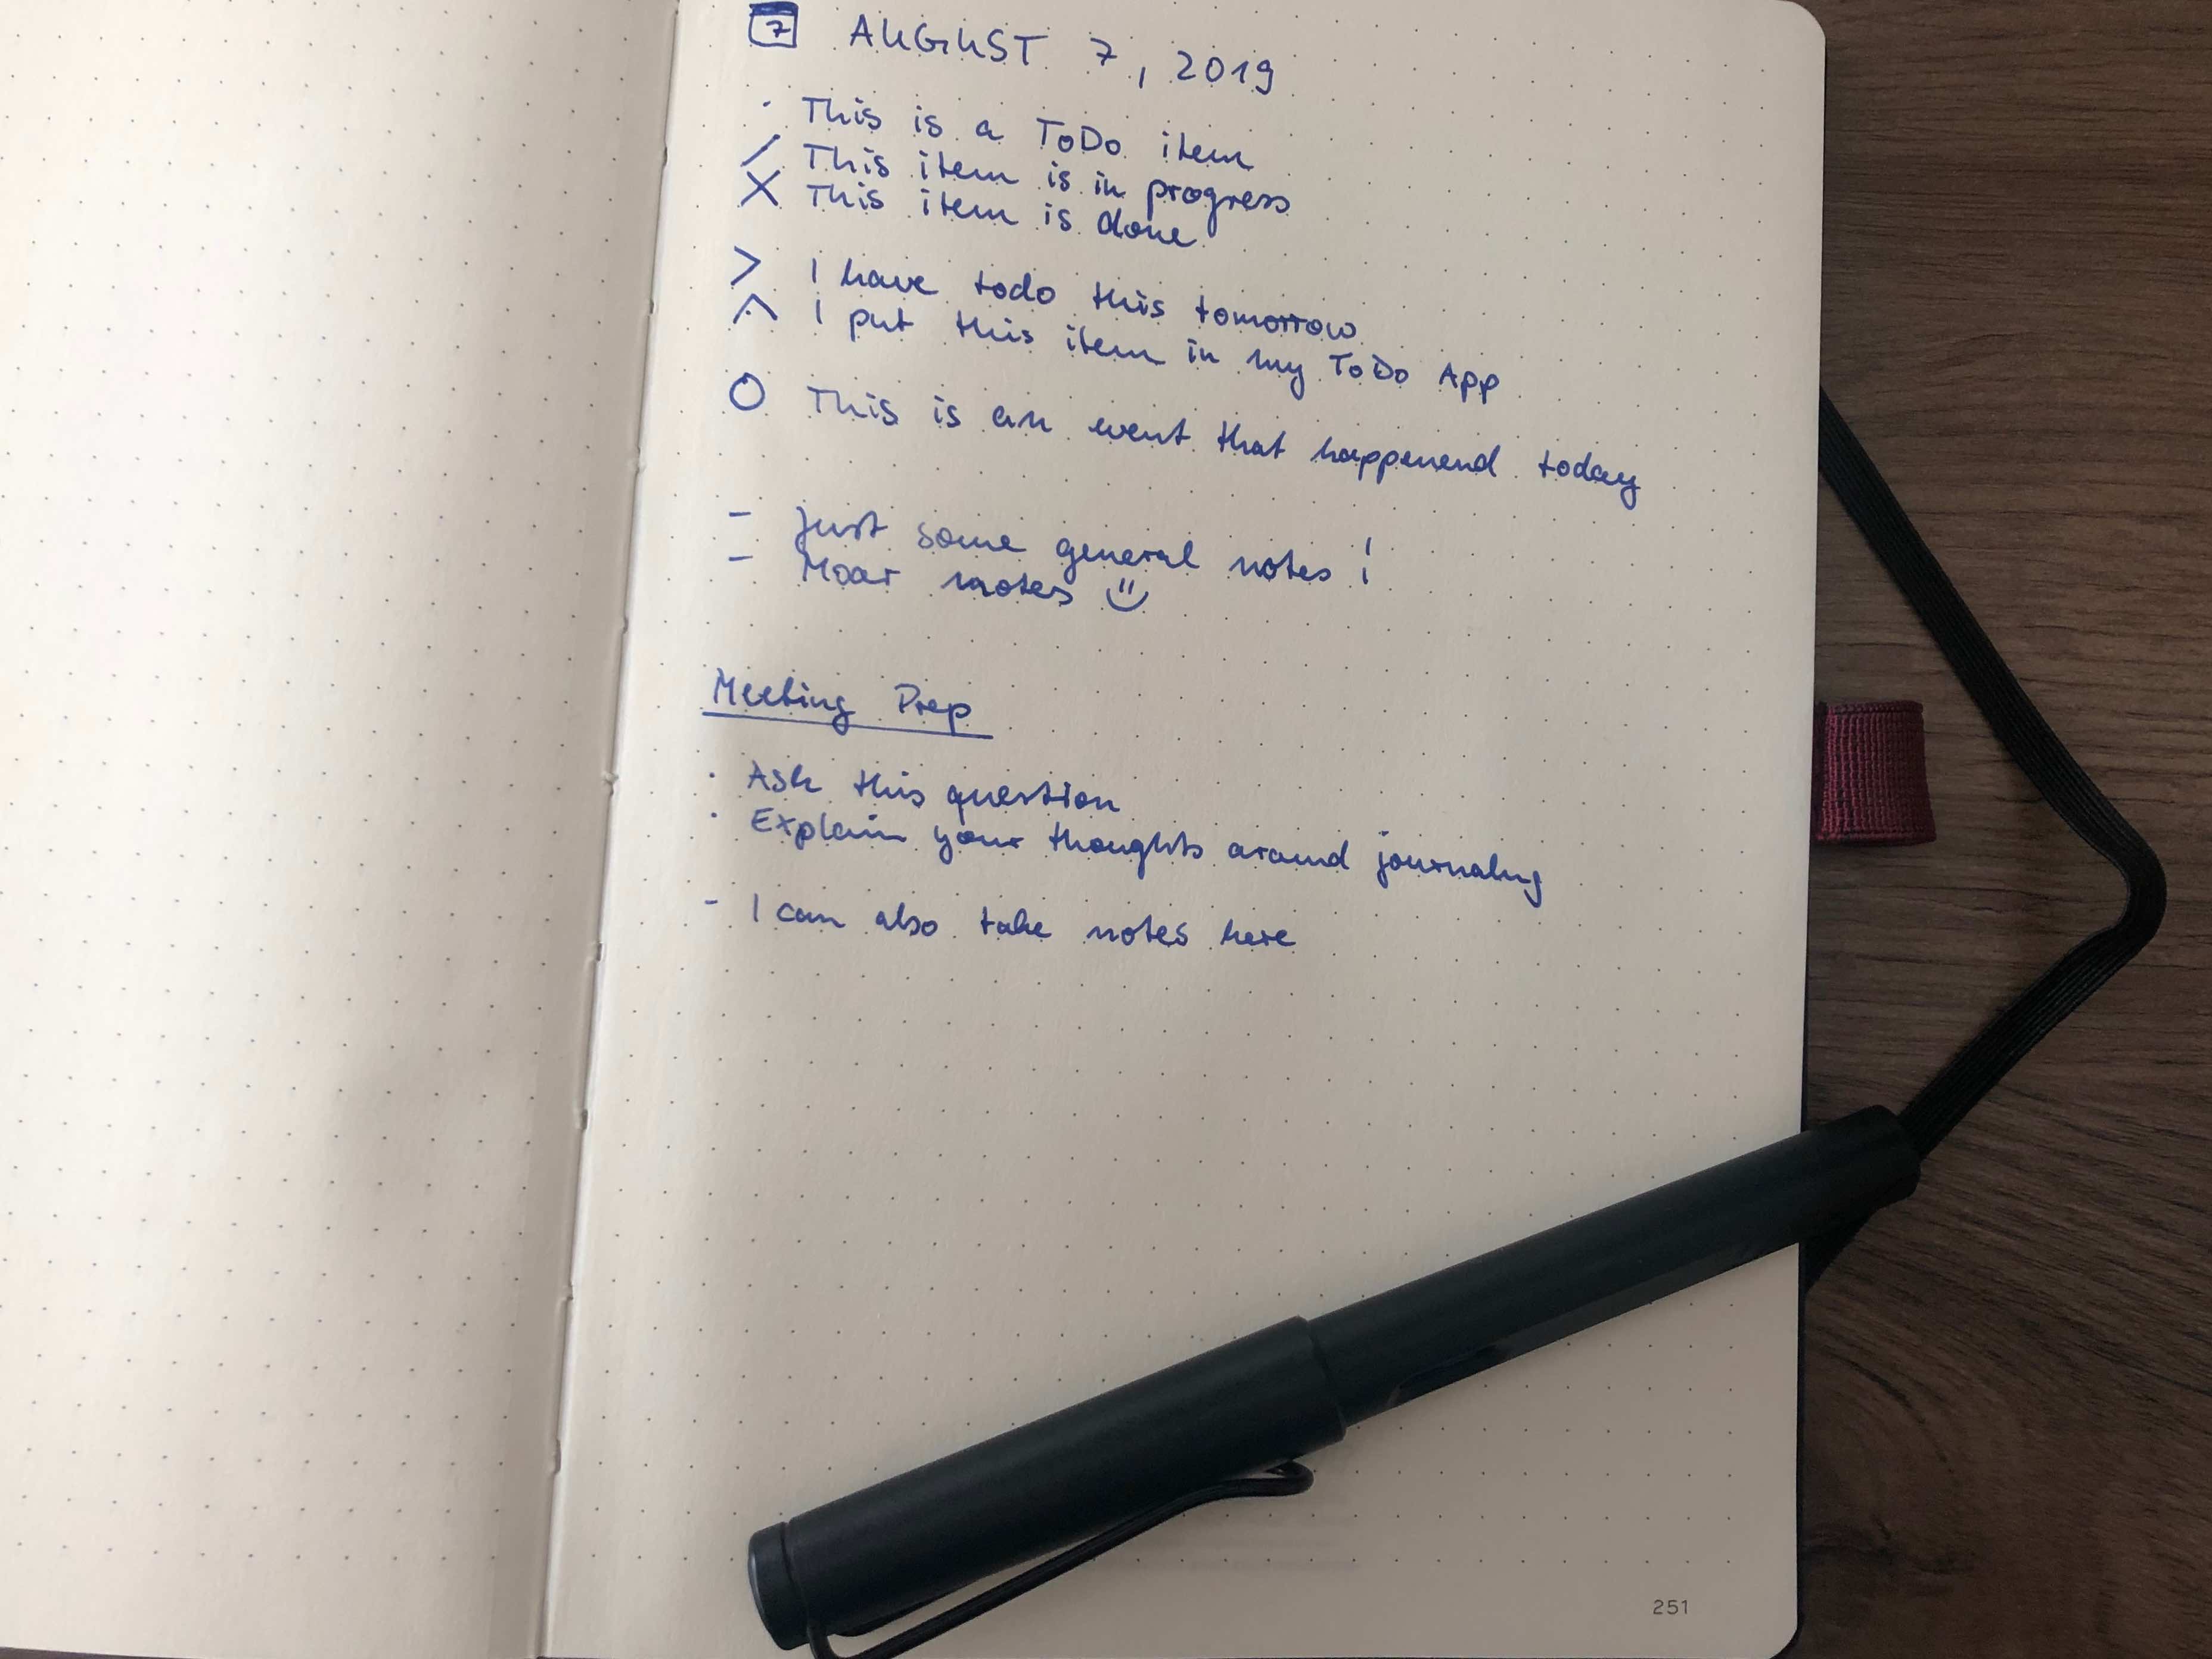 7 AUGUST 7, 2019
· This is a ToDo item
/ This item is in progress
X This item is done
> I have todo this tomorrow
^ I put this item in my ToDo App
O This is an event that happenend today
- Just some general notes!
- Moar notes
Meeting Prep
· Ask this question
· Explain your thoughts around journaling
- I can also take notes here
251